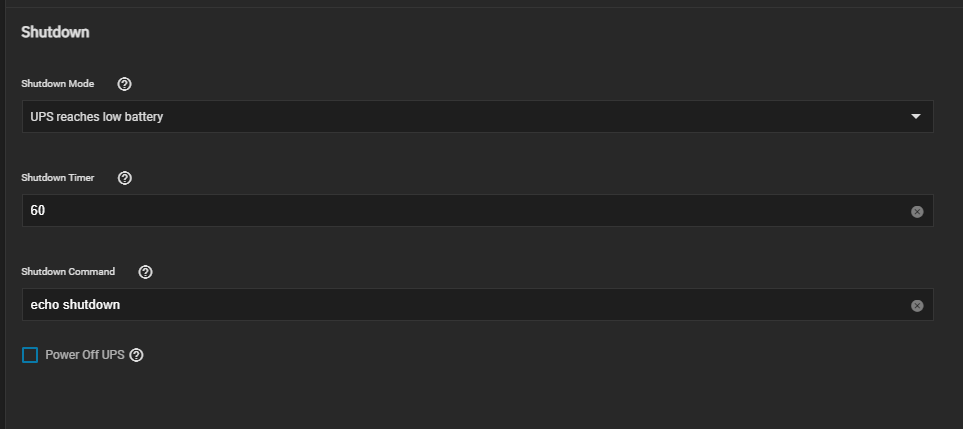 Shutdown
Shutdown Mode
UPS reaches low battery
Shutdown Timer
60
Shutdown Command
echo shutdown
Power Off UPS